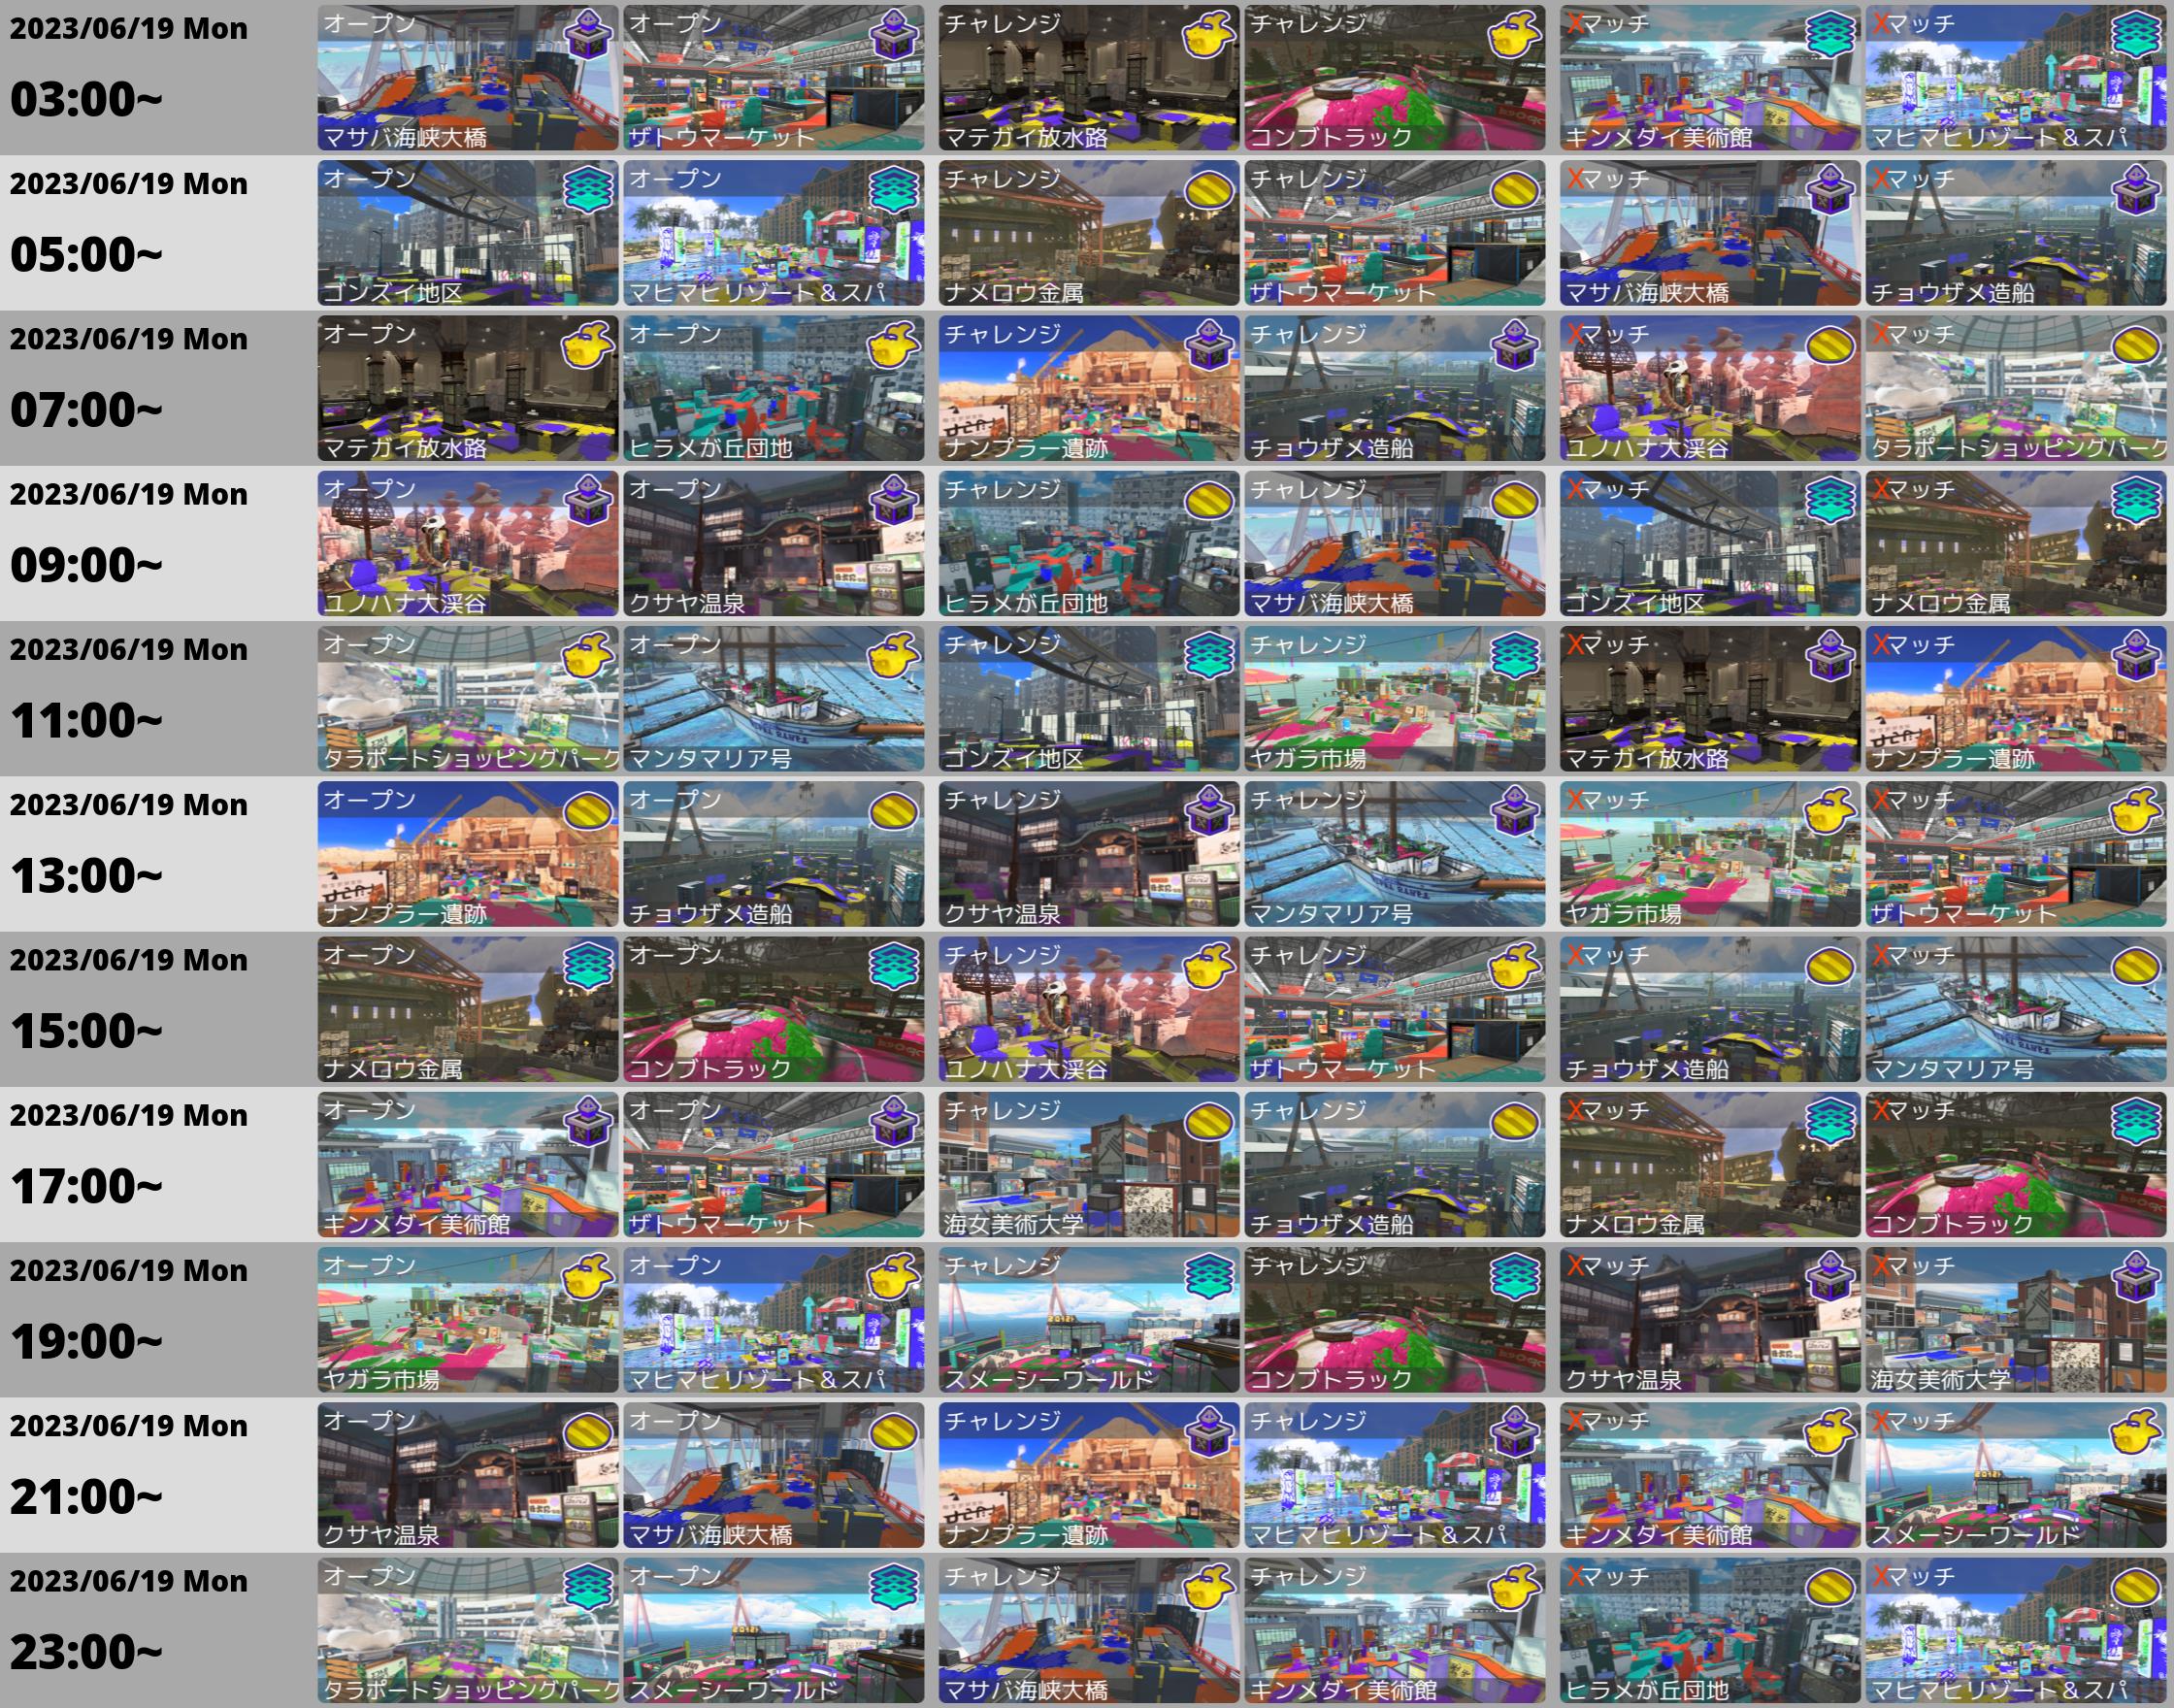 2023/06/19 Mon
03:00~
オープン
マサバ海峡大橋
オープン
ザトウマーケット
チャレンジ
マテガイ放水路
チャレンジ
コンブトラック
Xマッチ
キンメダイ美術館
Xマッチ
マヒマヒリゾート&スパ
2023/06/19 Mon
05:00~
オープン
ゴンズイ地区
オープン
マヒマヒリゾート&スパ
チャレンジ
ナメロウ金属
チャレンジ
ザトウマーケット
Xマッチ
マサバ海峡大橋
Xマッチ
チョウザメ造船
2023/06/19 Mon
07:00~
オープン
マテガイ放水路
オープン
ヒラメが丘団地
チャレンジ
ナンプラー遺跡
チャレンジ
チョウザメ造船
Xマッチ
ユノハナ大渓谷
Xマッチ
タラポートショッピングパーク
2023/06/19 Mon
09:00~
オープン
ユノハナ大渓谷
オープン
クサヤ温泉
チャレンジ
ヒラメが丘団地
チャレンジ
マサバ海峡大橋
Xマッチ
ゴンズイ地区
Xマッチ
ナメロウ金属
2023/06/19 Mon
11:00~
オープン
タラポートショッピングパーク
オープン
マンタマリア号
チャレンジ
ゴンズイ地区
チャレンジ
ヤガラ市場
Xマッチ
マテガイ放水路
Xマッチ
ナンプラー遺跡
2023/06/19 Mon
13:00~
オープン
ナンプラー遺跡
オープン
チョウザメ造船
チャレンジ
クサヤ温泉
チャレンジ
マンタマリア号
Xマッチ
ヤガラ市場
Xマッチ
ザトウマーケット
2023/06/19 Mon
15:00~
オープン
ナメロウ金属
オープン
コンブトラック
チャレンジ
ユノハナ大渓谷
チャレンジ
ザトウマーケット
Xマッチ
チョウザメ造船
Xマッチ
マンタマリア号
2023/06/19 Mon
17:00~
オープン
キンメダイ美術館
オープン
ザトウマーケット
チャレンジ
海女美術大学
チャレンジ
チョウザメ造船
Xマッチ
ナメロウ金属
Xマッチ
コンブトラック
2023/06/19 Mon
19:00~
オープン
ヤガラ市場
オープン
マヒマヒリゾート&スパ
チャレンジ
スメーシーワールド
チャレンジ
コンブトラック
Xマッチ
クサヤ温泉
Xマッチ
海女美術大学
2023/06/19 Mon
21:00~
オープン
クサヤ温泉
オープン
マサバ海峡大橋
チャレンジ
ナンプラー遺跡
チャレンジ
マヒマヒリゾート&スパ
Xマッチ
キンメダイ美術館
Xマッチ
スメーシーワールド
2023/06/19 Mon
23:00~
オープン
タラポートショッピングパーク
オープン
スメーシーワールド
チャレンジ
マサバ海峡大橋
チャレンジ
キンメダイ美術館
Xマッチ
ヒラメが丘団地
Xマッチ
マヒマヒリゾート&スパ